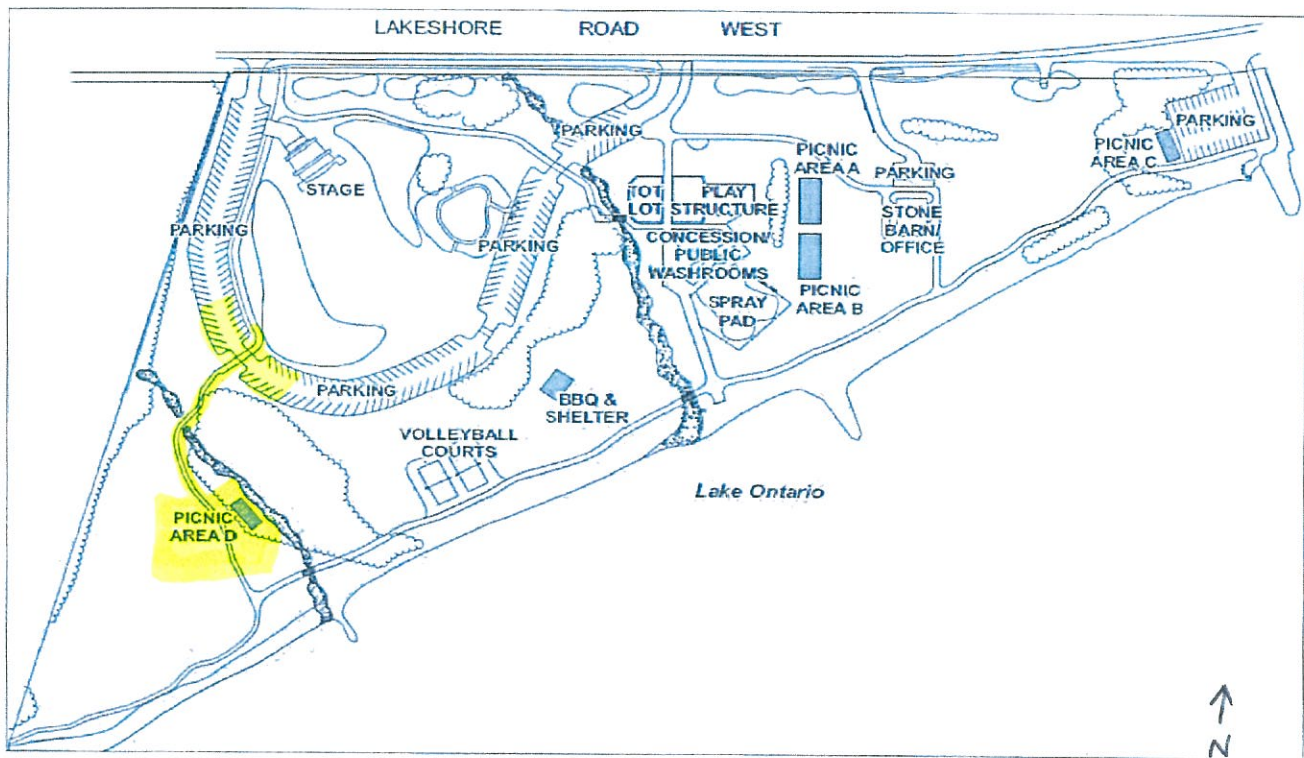 LAKESHORE ROAD WEST
PARKING
PARKING
STAGE
PICNIC
AREA A
PICNIC
AREA C
PARKING
TOT
LOT
PLAY
STRUCTURE
STONE
BARN/
OFFICE
PARKING
PARKING
CONCESSION/
PUBLIC
WASHROOMS
PICNIC
AREA B
SPRAY
PAD
PARKING
BBQ &
SHELTER
VOLLEYBALL
COURTS
Lake Ontario
PICNIC
AREA D
N